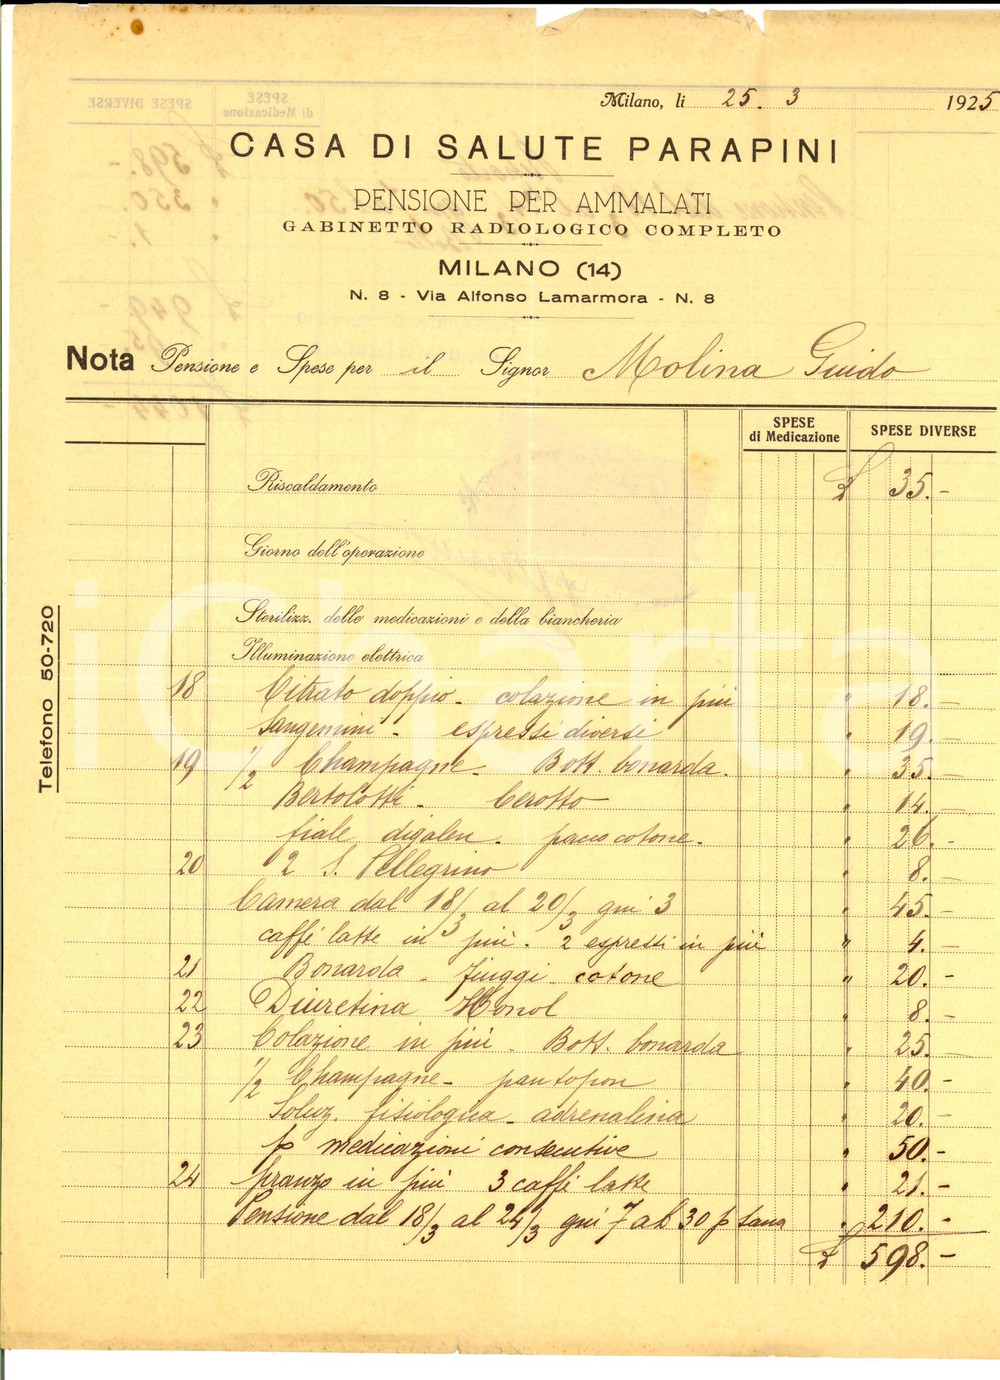 Milano, li 25. 3 1925
CASA DI SALUTE PARAPINI
PENSIONE PER AMMALATI
GABINETTO RADIOLOGICO COMPLETO
MILANO (14)
N. 8 - Via Alfonso Lamarmora - N. 8
Nota Pensione e Spese per il Signor Molina Guido
SPESE di Medicazione SPESE DIVERSE
Riscaldamento £ 35.-
Giorno dell'operazione
Sterilizz. delle medicazioni e della biancheria
Illuminazione elettrica
18 Citrato doppio - colazione in più " 18.-
Sangemini - espressi diversi " 19.-
19 1/2 Champagne - Bott. bonarda. " 35.-
Bertolotti - Cerotto " 14.-
fiale digalen - pacco cotone - " 26.-
20 2 S. Pellegrino " 8.-
Camera dal 18/3 al 20/3 gni 3 " 45.-
caffè latte in più - 2 espressi in più " 4.-
21 Bonarda - fiuggi - cotone " 20.-
22 Diuretina Honol " 8.-
23 Colazione in più - Bott. bonarda " 25.-
1/2 Champagne - pantopon " 40.-
Soluz. fisiologica - adrenalina " 20.-
p medicazioni consecutive " 50.-
24 pranzo in più 3 caffè latte " 21.-
Pensione dal 18/3 al 24/3 gni 7 a £ 30 p " 210.-
£ 598.-
Telefono 50-720